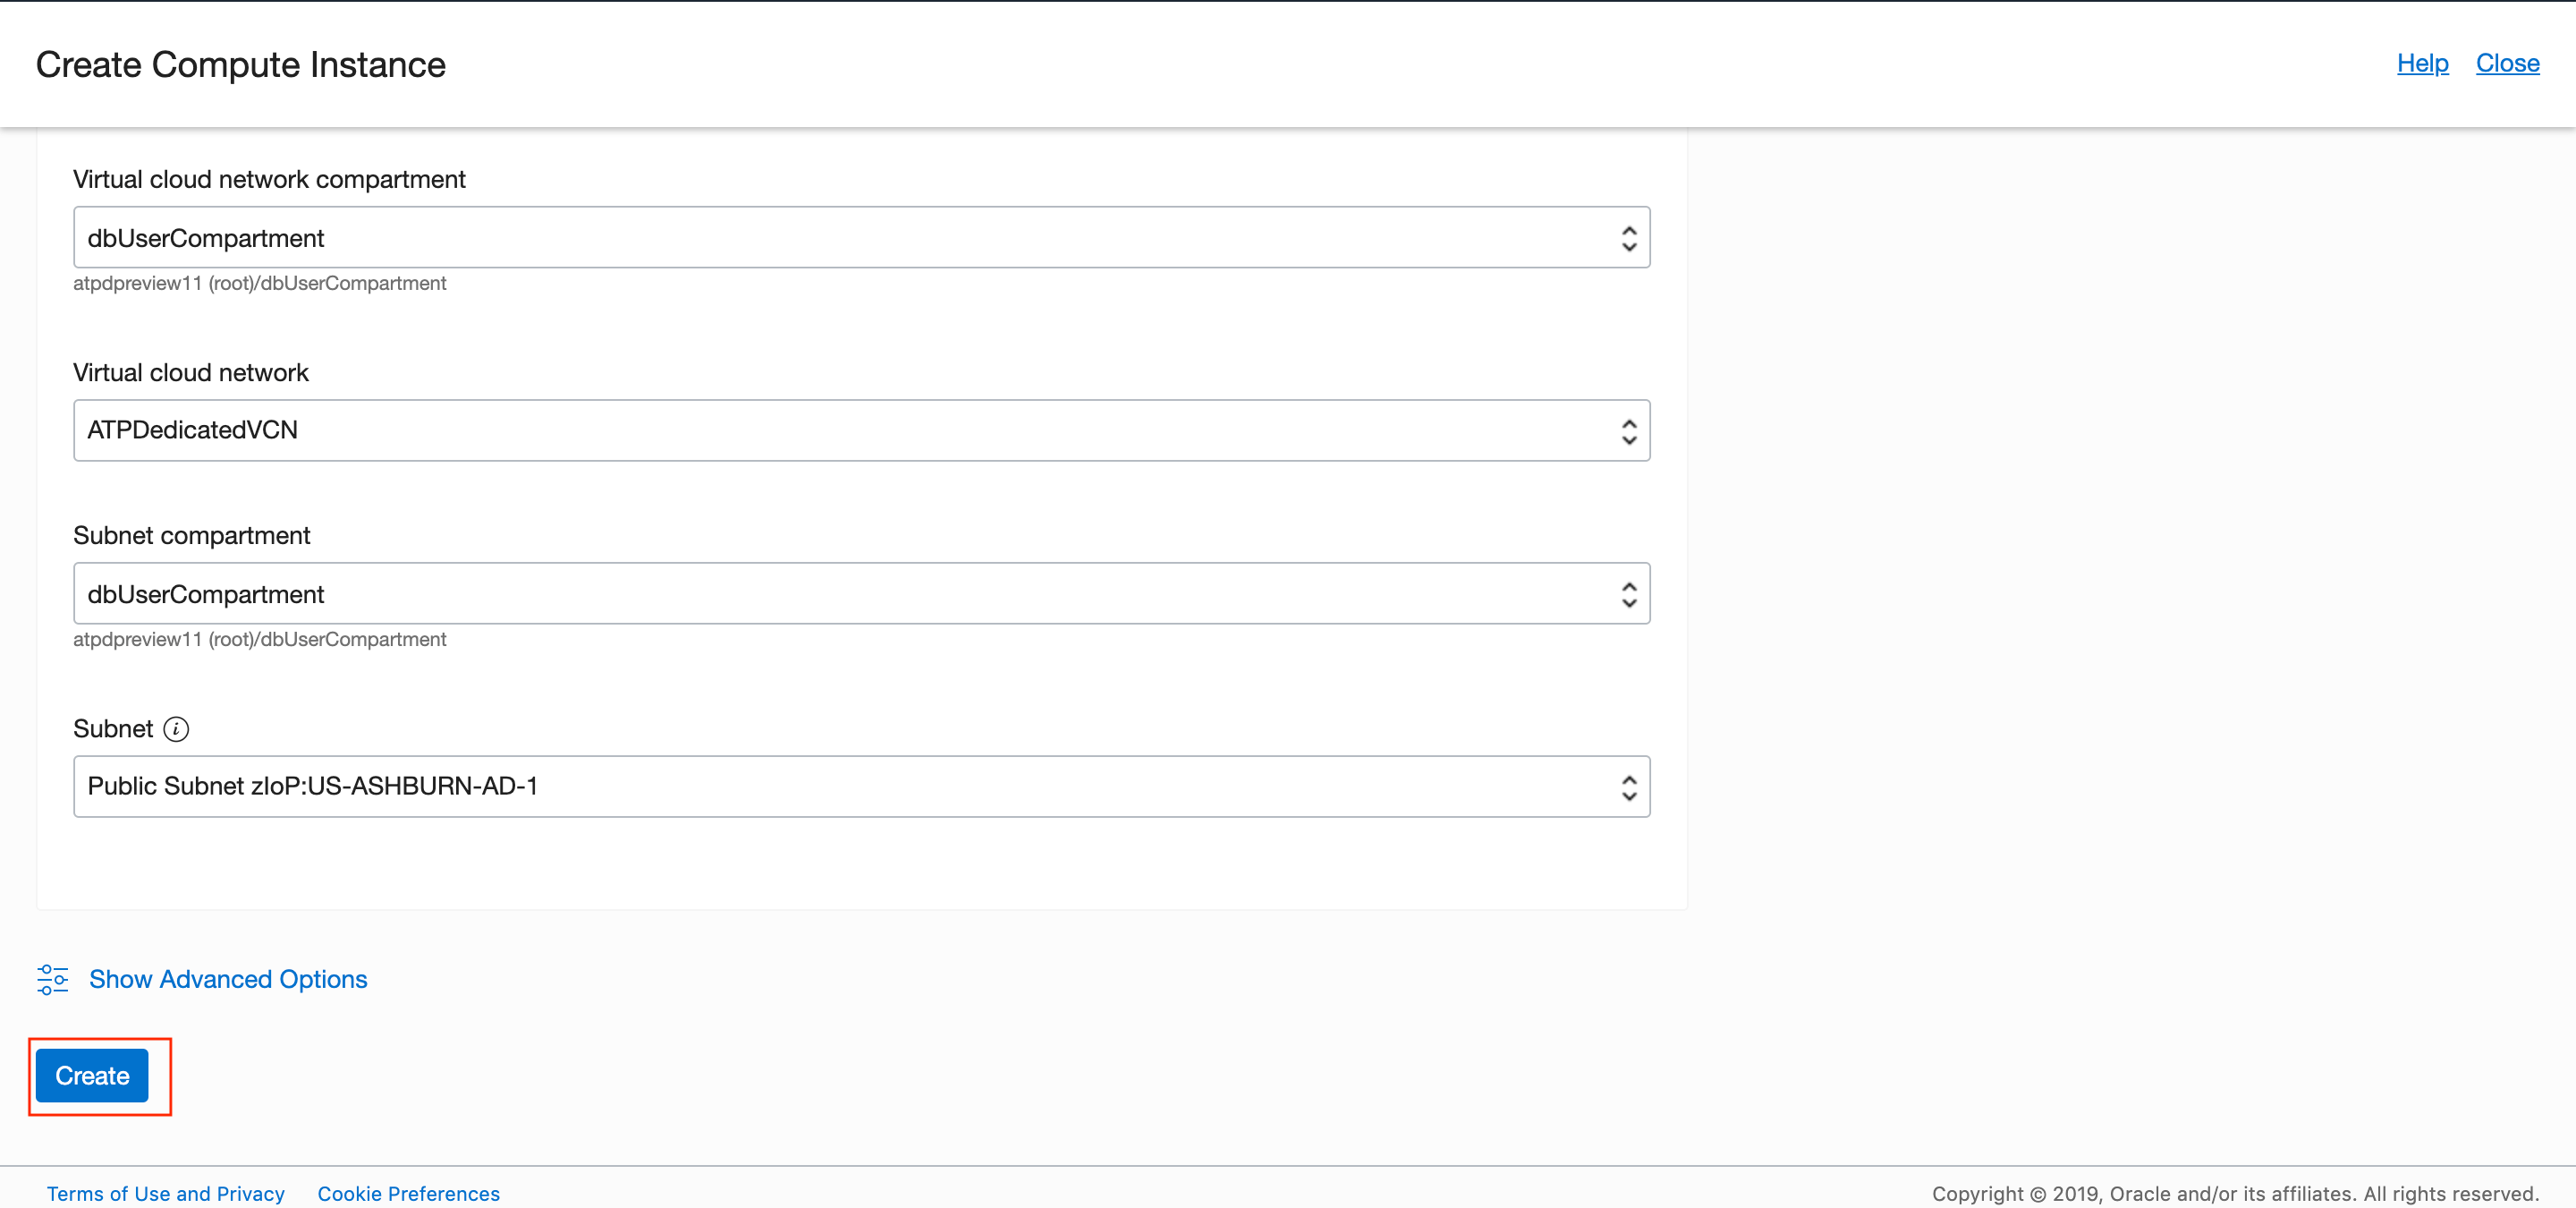 Create Compute Instance
Help Close
Virtual cloud network compartment
dbUserCompartment
atpdpreview11 (root)/dbUserCompartment
Virtual cloud network
ATPDedicatedVCN
Subnet compartment
dbUserCompartment
atpdpreview11 (root)/dbUserCompartment
Subnet i
Public Subnet zIoP:US-ASHBURN-AD-1
Show Advanced Options
Create
Terms of Use and Privacy Cookie Preferences Copyright © 2019, Oracle and/or its affiliates. All rights reserved.